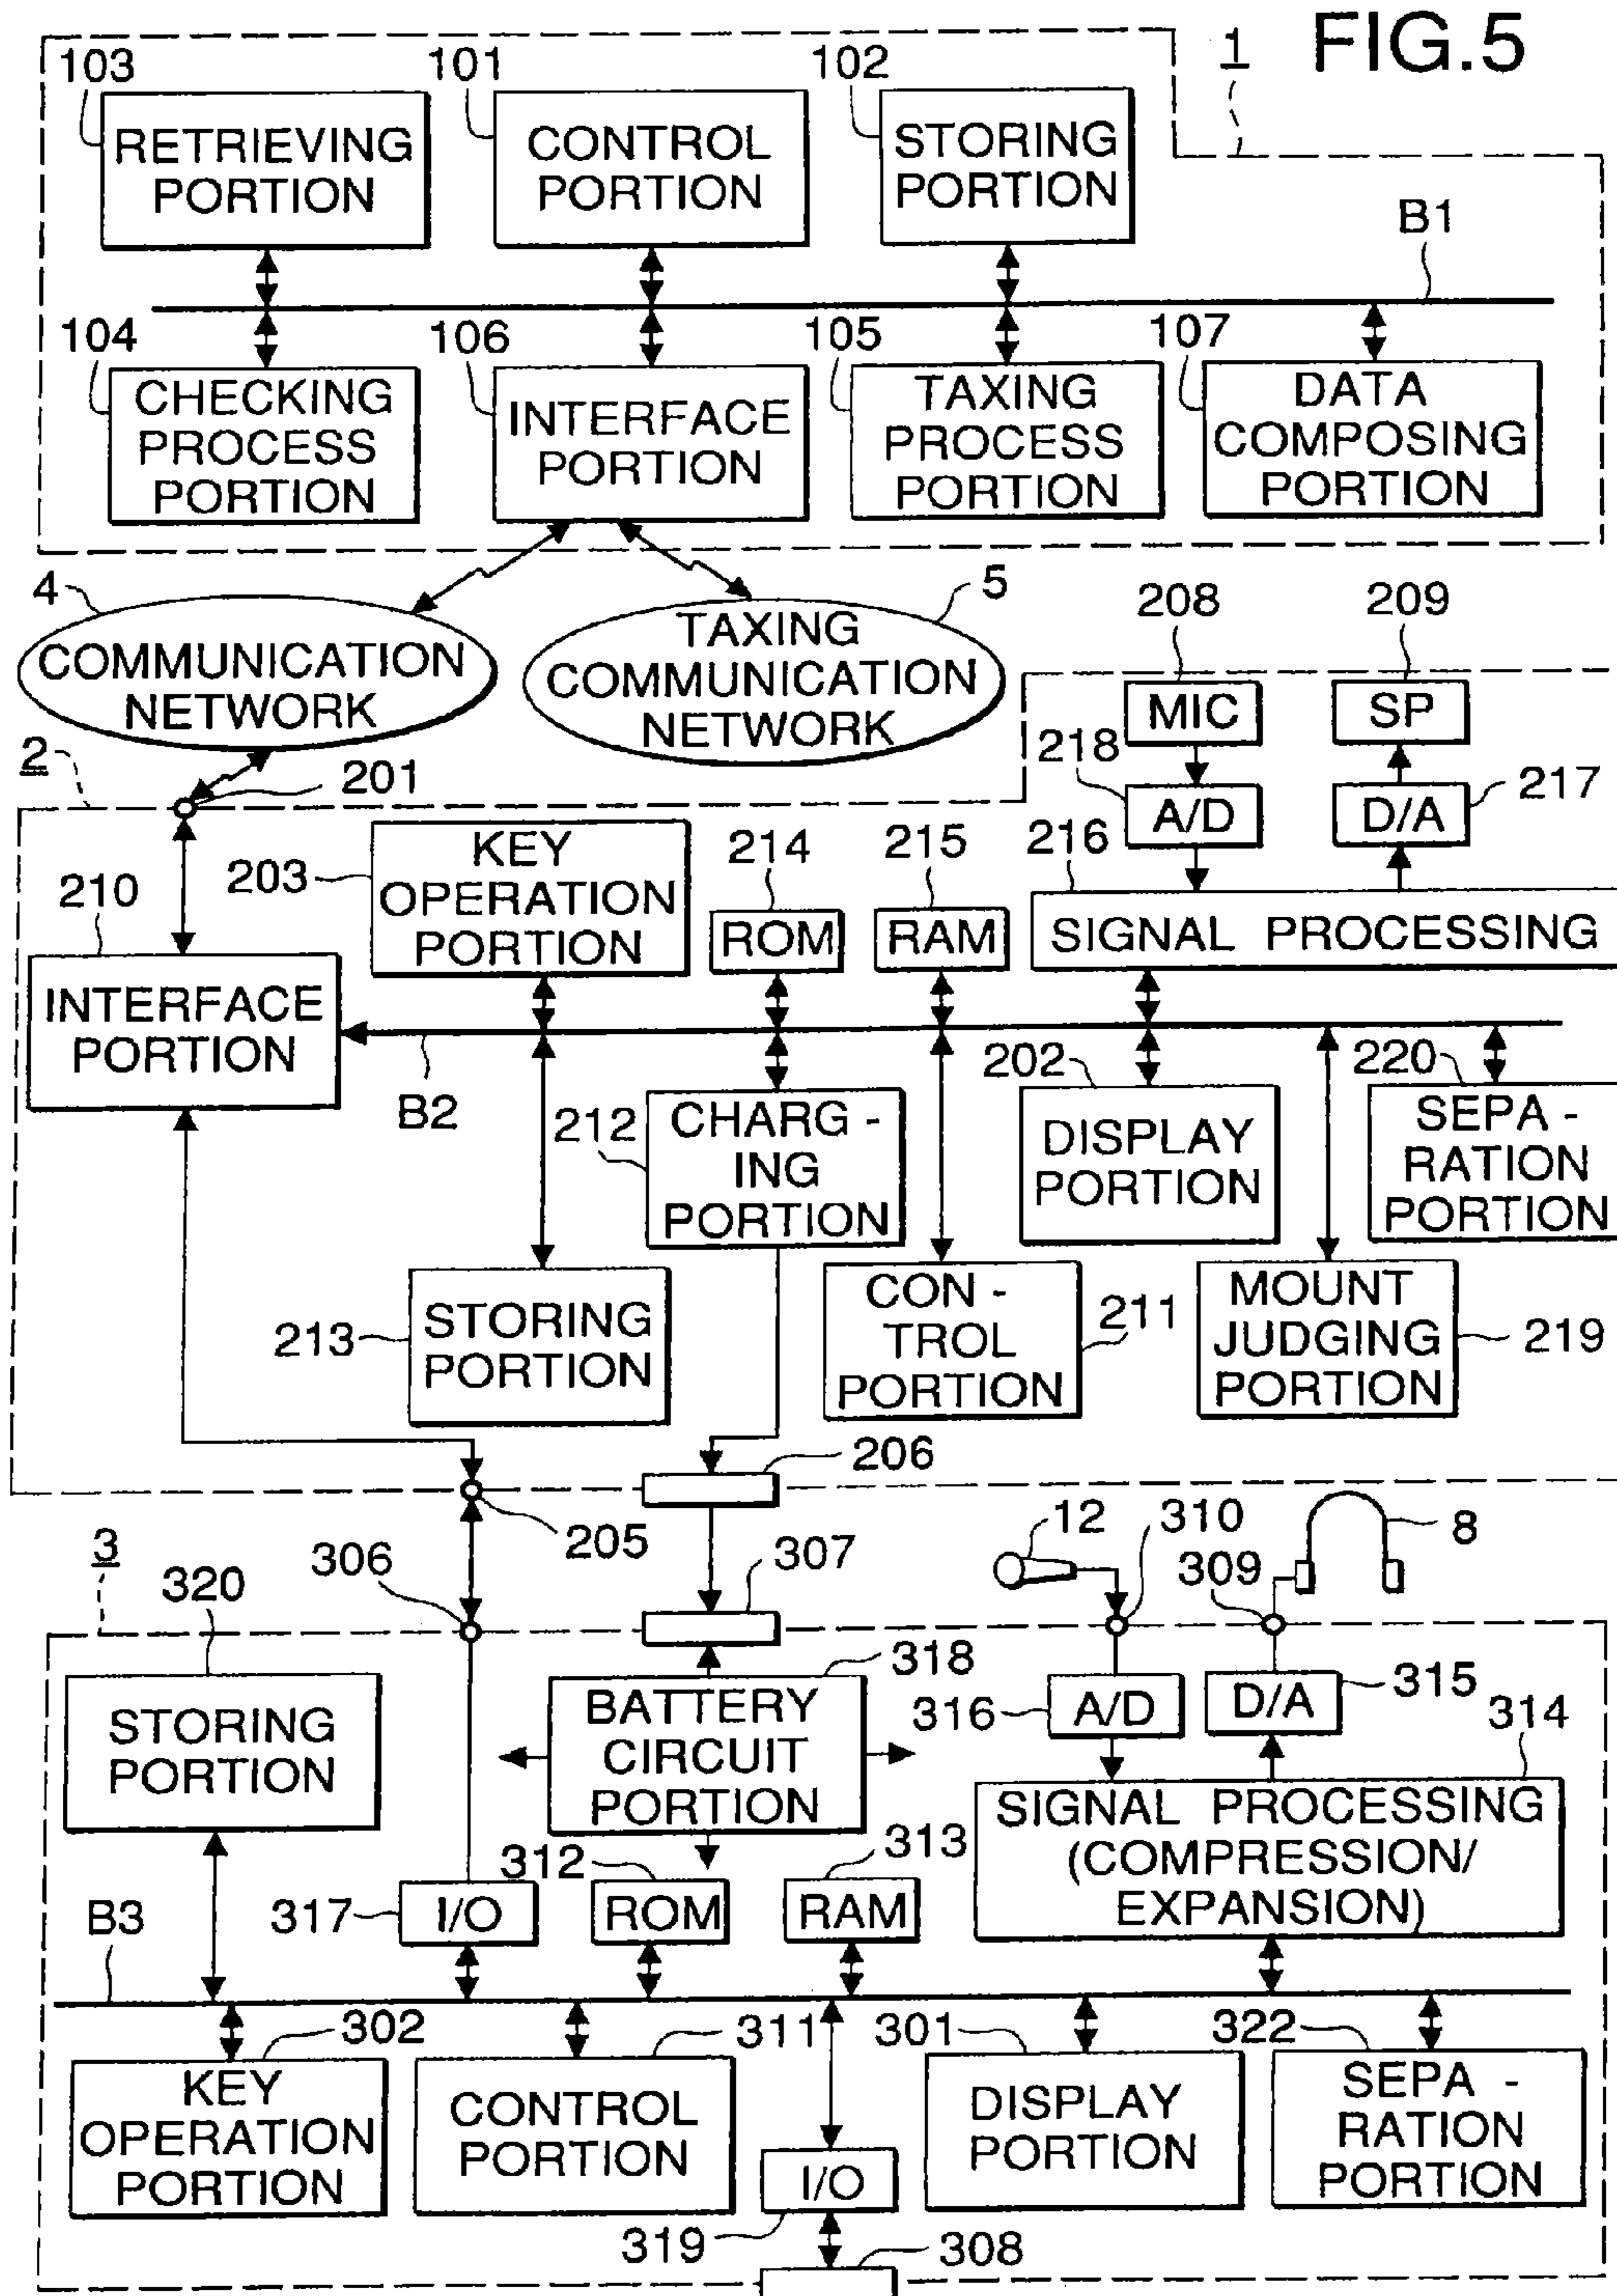 FIG.5
1
103
101
102
RETRIEVING
PORTION
CONTROL
PORTION
STORING
PORTION
B1
104
106
105
107
CHECKING
PROCESS
PORTION
INTERFACE
PORTION
TAXING
PROCESS
PORTION
DATA
COMPOSING
PORTION
4
COMMUNICATION
NETWORK
5
TAXING
COMMUNICATION
NETWORK
208
209
MIC
SP
218
A/D
D/A
217
2
201
210
203
KEY
OPERATION
PORTION
214
ROM
215
RAM
216
SIGNAL PROCESSING
INTERFACE
PORTION
B2
212
CHARG -
ING
PORTION
202
DISPLAY
PORTION
220
SEPA -
RATION
PORTION
213
STORING
PORTION
CON -
TROL
PORTION
211
MOUNT
JUDGING
PORTION
219
206
205
3
320
306
307
12
310
309
8
STORING
PORTION
BATTERY
CIRCUIT
PORTION
318
316
A/D
D/A
315
314
SIGNAL PROCESSING
(COMPRESSION/
EXPANSION)
B3
317
I/O
312
ROM
313
RAM
302
KEY
OPERATION
PORTION
311
CONTROL
PORTION
301
DISPLAY
PORTION
322
SEPA -
RATION
PORTION
I/O
319
308